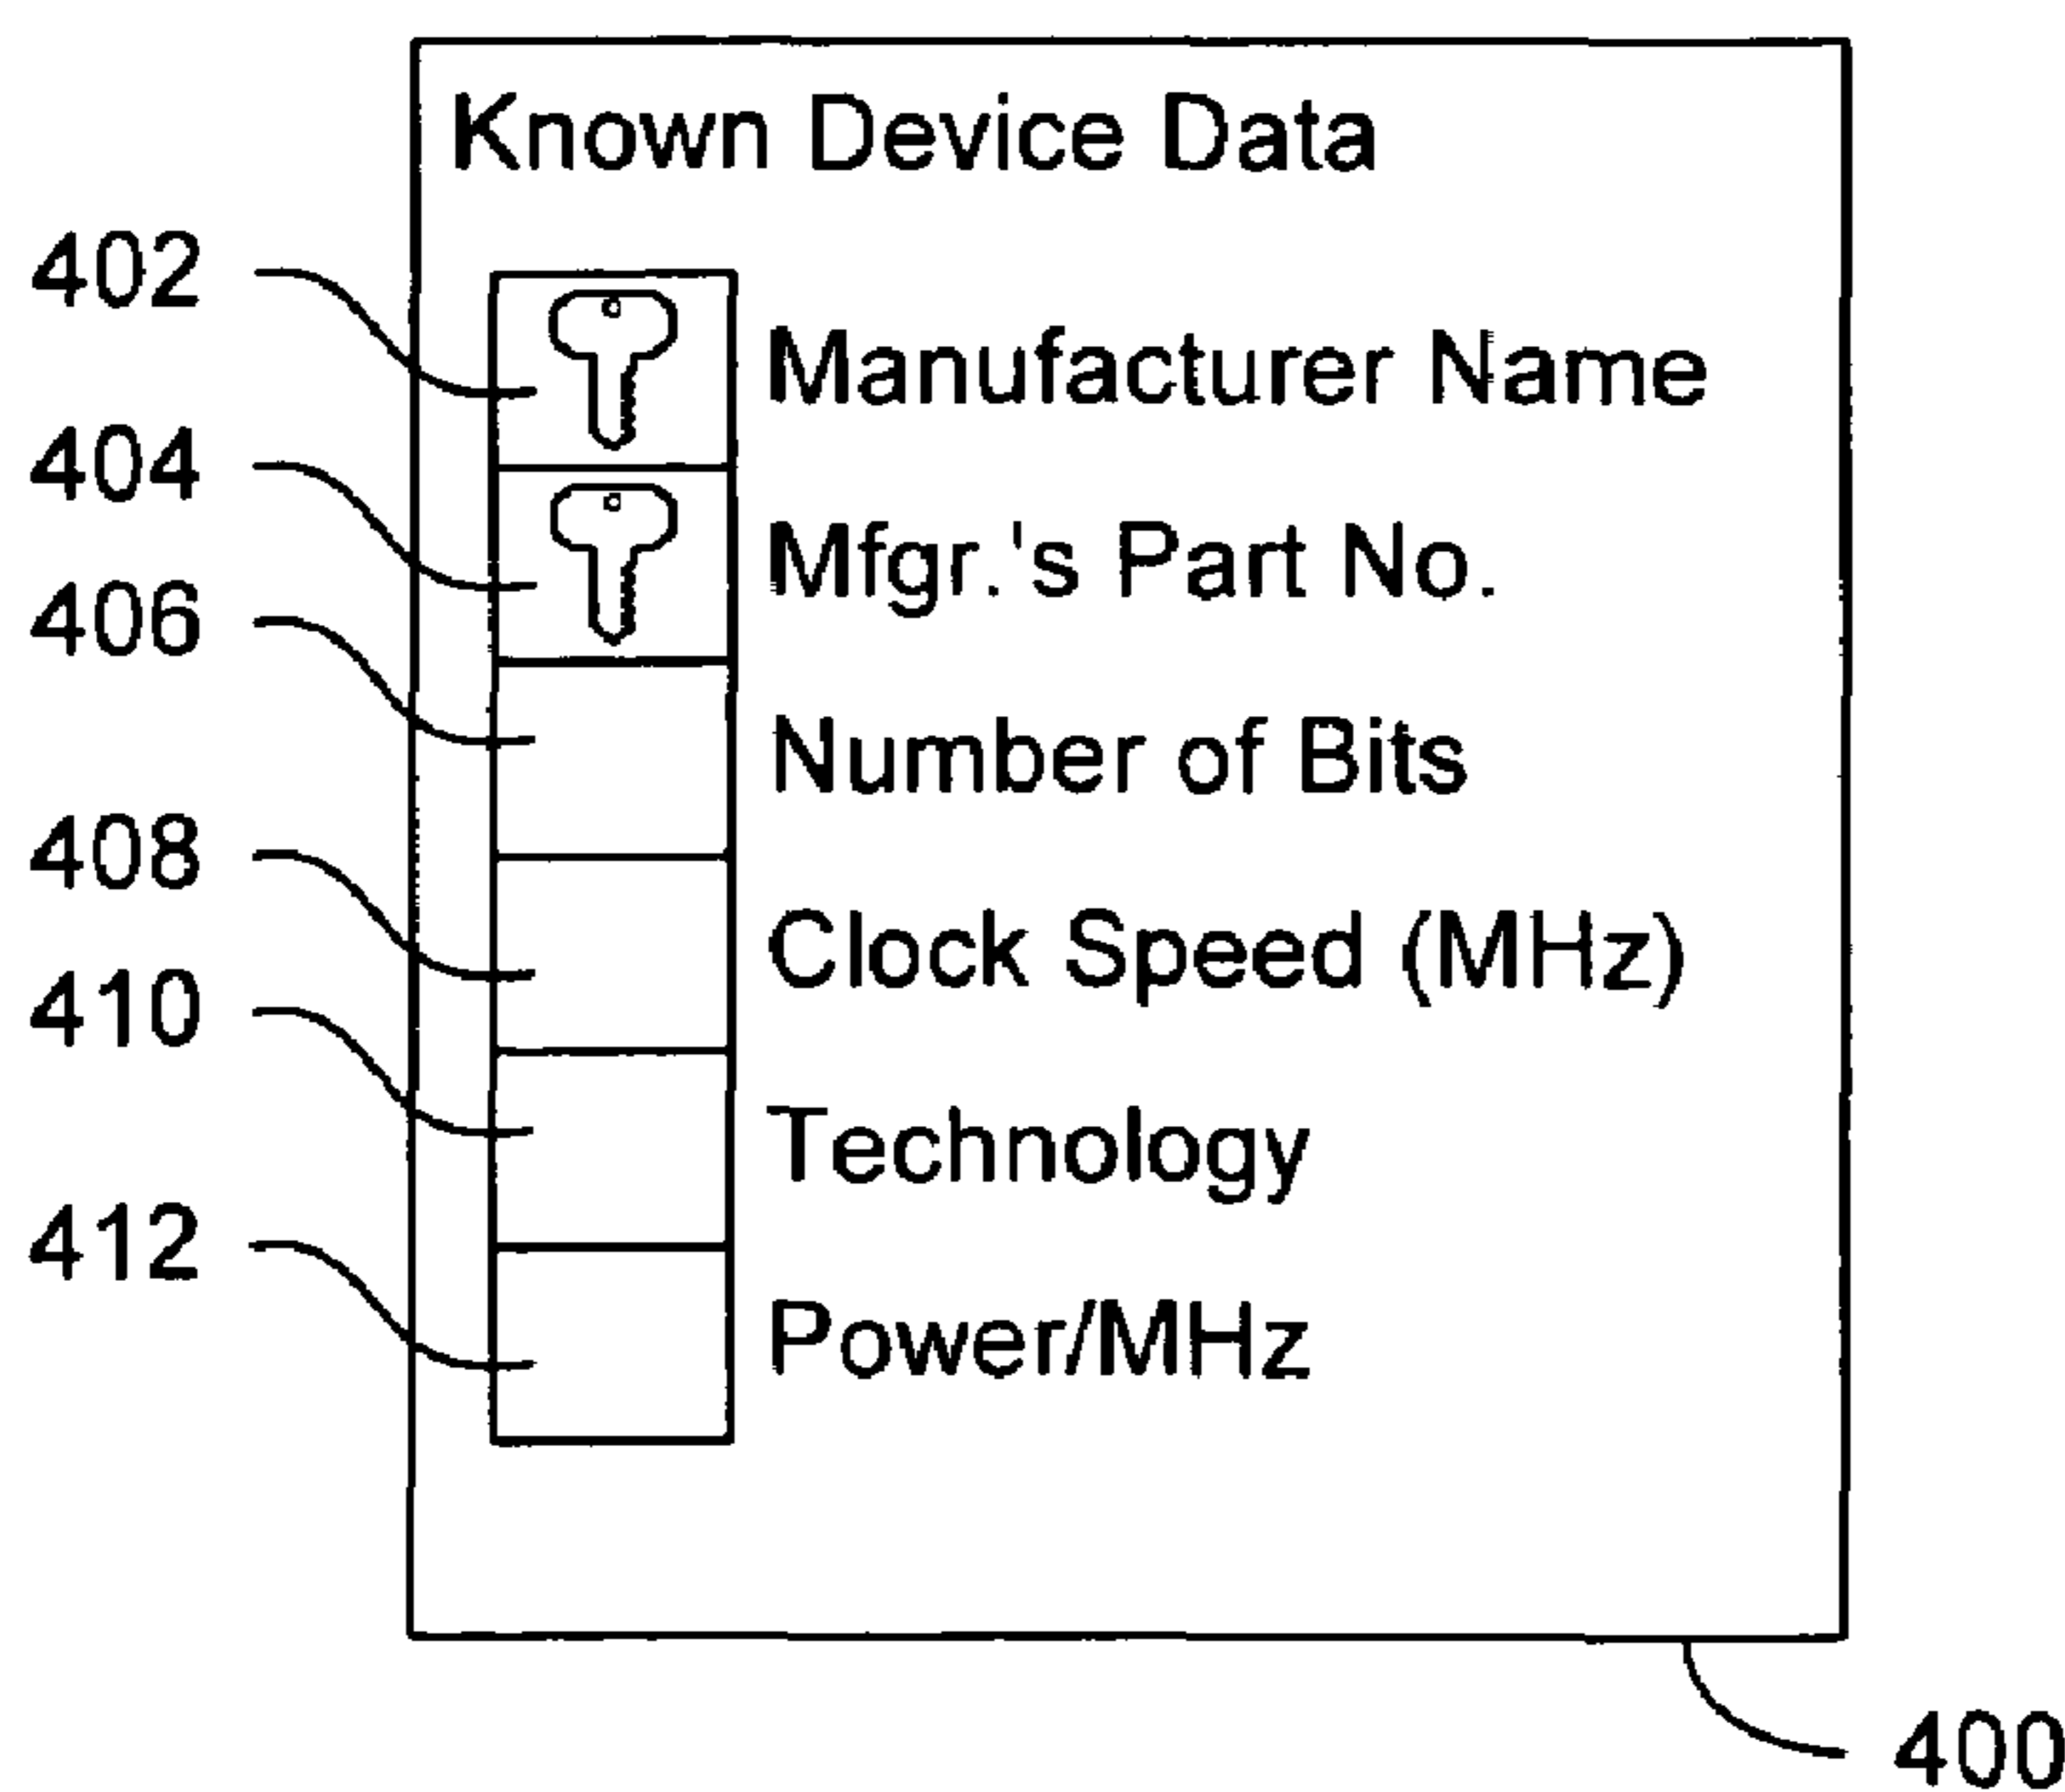 Known Device Data
402
Manufacturer Name
404
Mfgr.'s Part No.
406
Number of Bits
408
Clock Speed (MHz)
410
Technology
412
Power/MHz
400